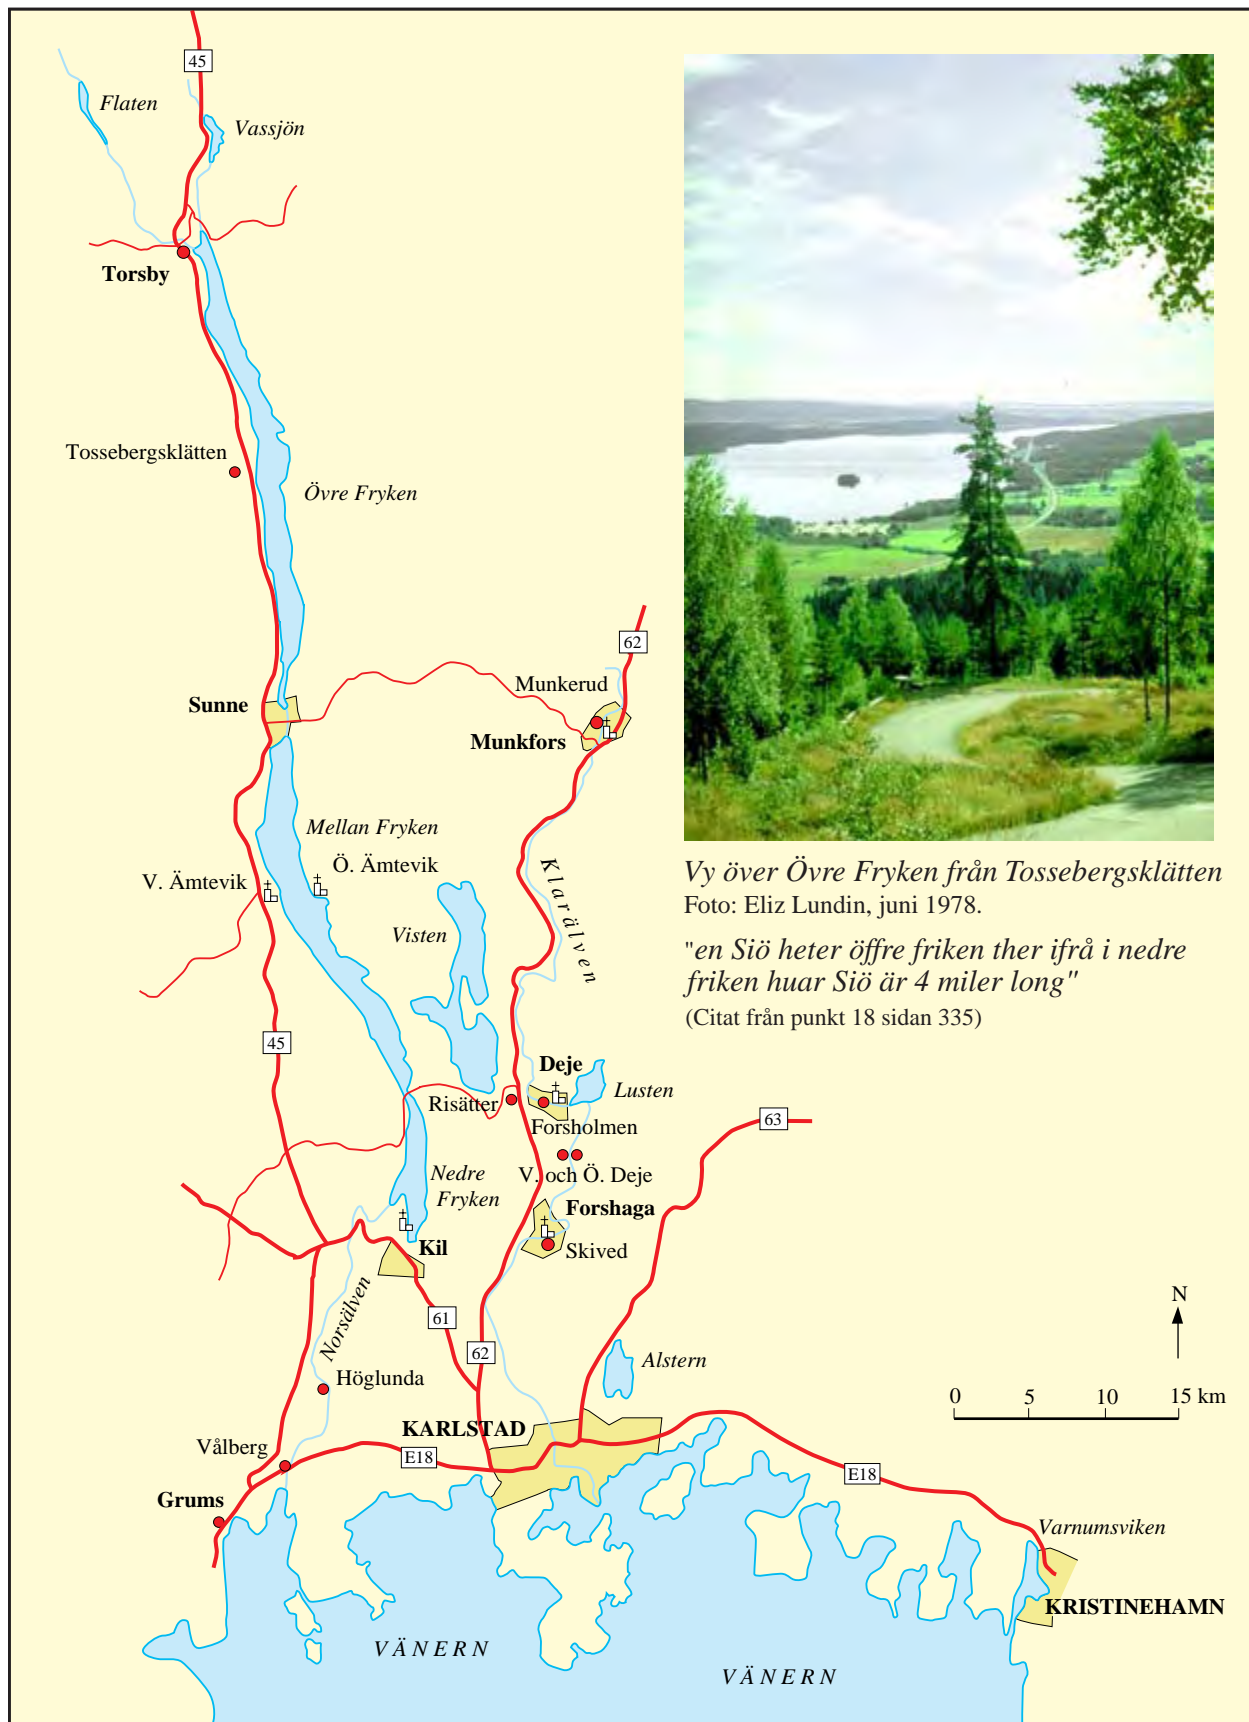 45
Flaten
Vassjön
Torsby
Tossebergsklätten
Övre Fryken
62
Munkerud
Sunne
Munkfors
Mellan Fryken
Ö. Ämtevik
V. Ämtevik
Klarälven
Visten
45
Deje
Lusten
Risätter
Forsholmen
63
V. och Ö. Deje
Nedre
Fryken
Forshaga
Kil
Skived
Norsälven
61
62
Alstern
Höglunda
KARLSTAD
Vålberg
E18
E18
Grums
Varnumsviken
KRISTINEHAMN
VÄNERN
VÄNERN
N
0 5 10 15 km
Vy över Övre Fryken från Tossebergsklätten
Foto: Eliz Lundin, juni 1978.
"en Siö heter öffre friken ther ifrå i nedre
friken huar Siö är 4 miler long"
(Citat från punkt 18 sidan 335)